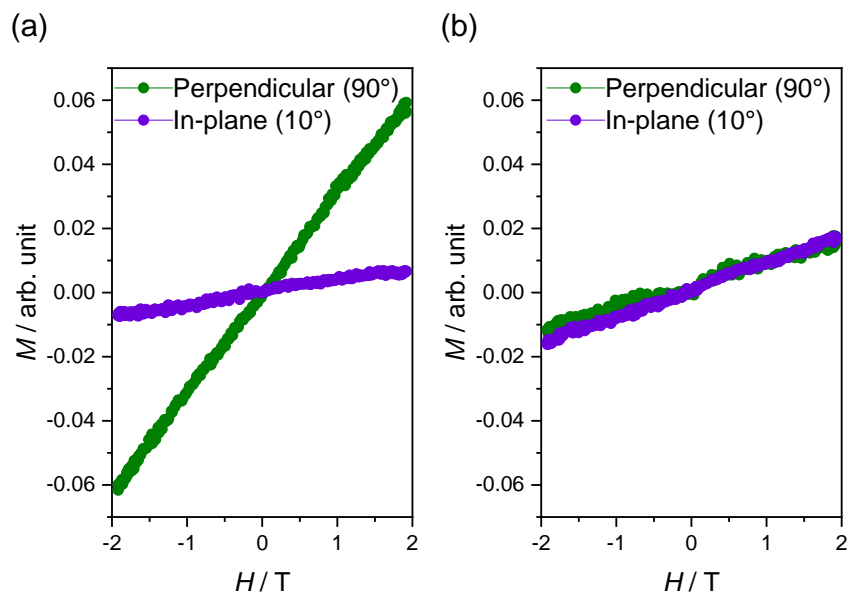 (a)
Perpendicular (90°)
In-plane (10°)
0.06
0.04
0.02
0.00
-0.02
-0.04
-0.06
M / arb. unit
-2
-1
0
1
2
H / T
(b)
Perpendicular (90°)
In-plane (10°)
0.06
0.04
0.02
0.00
-0.02
-0.04
-0.06
M / arb. unit
-2
-1
0
1
2
H / T